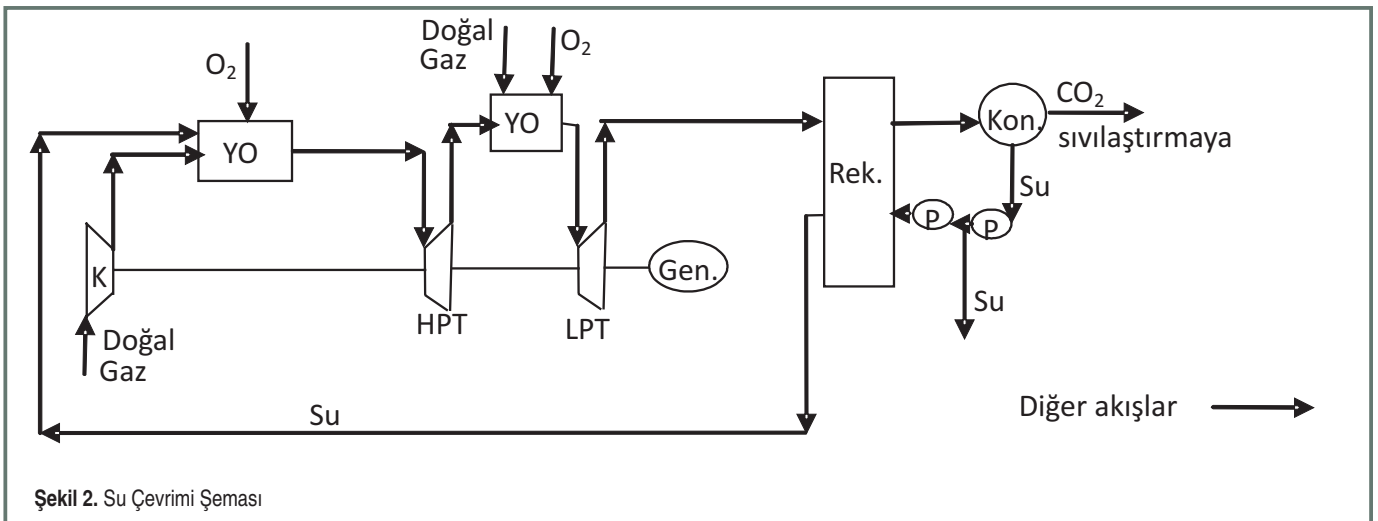 Doğal
Gaz
O₂
O₂
YO
YO
CO₂
sıvılaştırmaya
Kon.
Rek.
Su
P
P
K
Gen.
Su
HPT
LPT
Doğal
Gaz
Su
Diğer akışlar
Şekil 2. Su Çevrimi Şeması